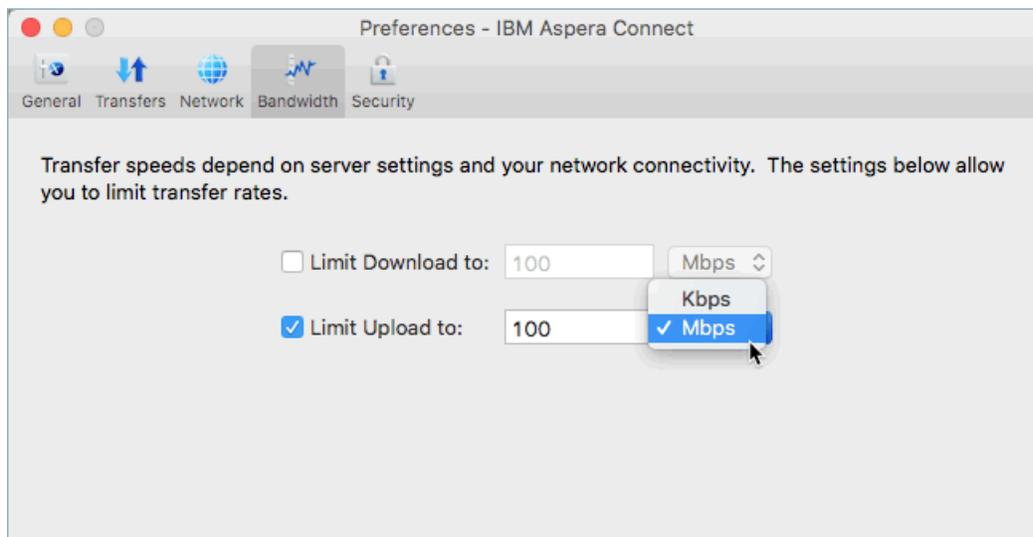 Preferences - IBM Aspera Connect
General Transfers Network Bandwidth Security
Transfer speeds depend on server settings and your network connectivity. The settings below allow
you to limit transfer rates.
Limit Download to: 100 Mbps
Kbps
Limit Upload to: 100 Mbps